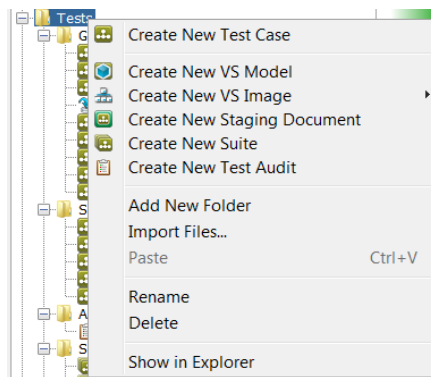 Tests
G
Create New Test Case
Create New VS Model
Create New VS Image
Create New Staging Document
Create New Suite
Create New Test Audit
S
Add New Folder
Import Files...
Paste Ctrl+V
Rename
A
Delete
S
Show in Explorer